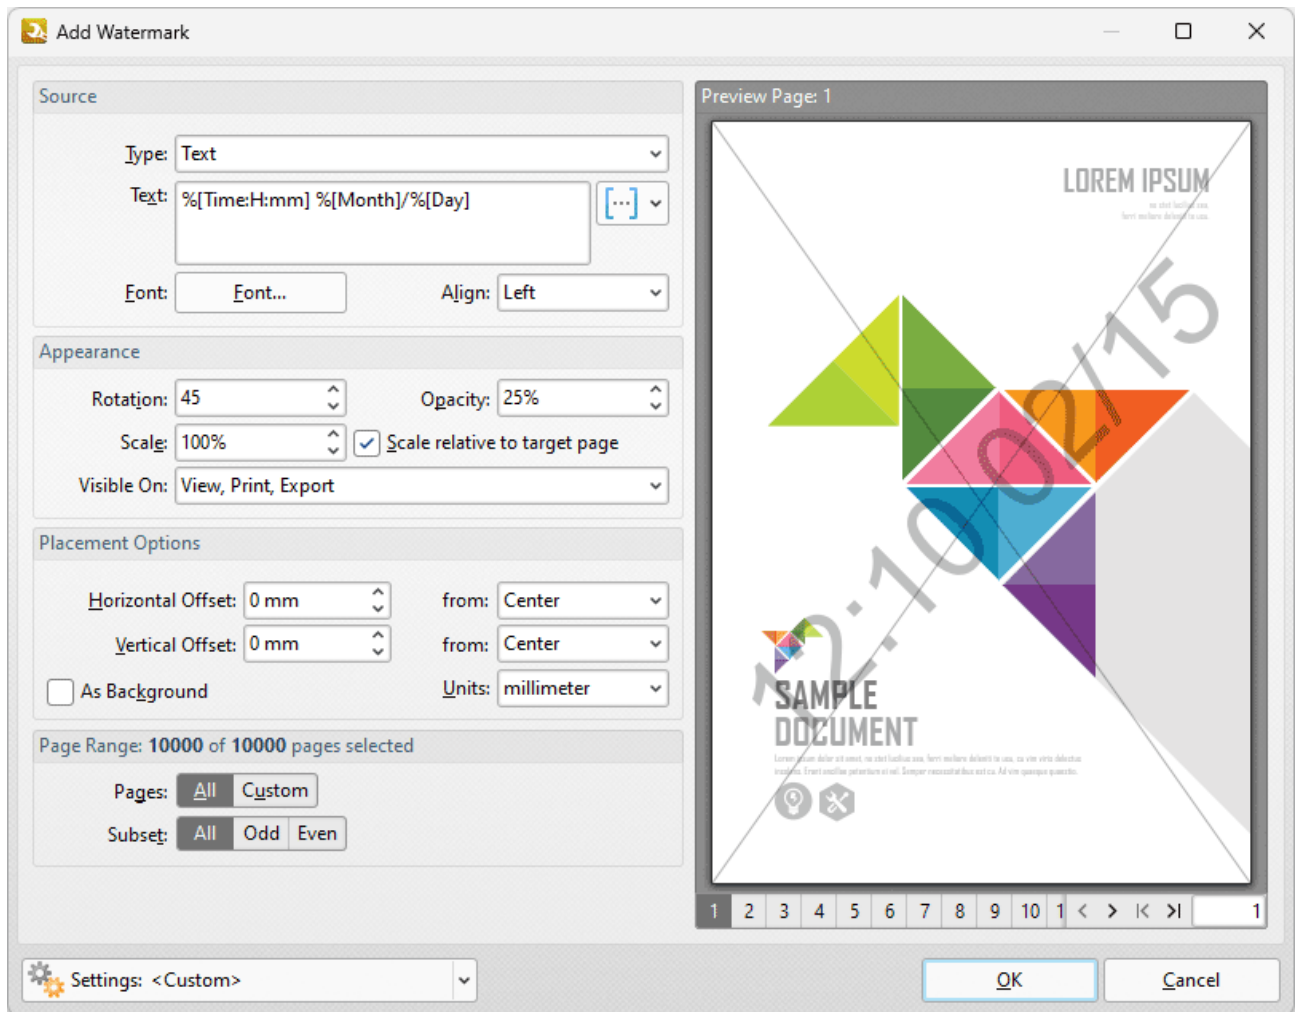 Add Watermark
Source
Type: Text
Text: %[Time:H:mm] %[Month]/%[Day]
Font: Font... Align: Left
Appearance
Rotation: 45 Opacity: 25%
Scale: 100% Scale relative to target page
Visible On: View, Print, Export
Placement Options
Horizontal Offset: 0 mm from: Center
Vertical Offset: 0 mm from: Center
As Background Units: millimeter
Page Range: 10000 of 10000 pages selected
Pages: All Custom
Subset: All Odd Even
Preview Page: 1
LOREM IPSUM
12:10 02/15
SAMPLE
DOCUMENT
1 2 3 4 5 6 7 8 9 10 1 1
Settings: <Custom>
OK Cancel